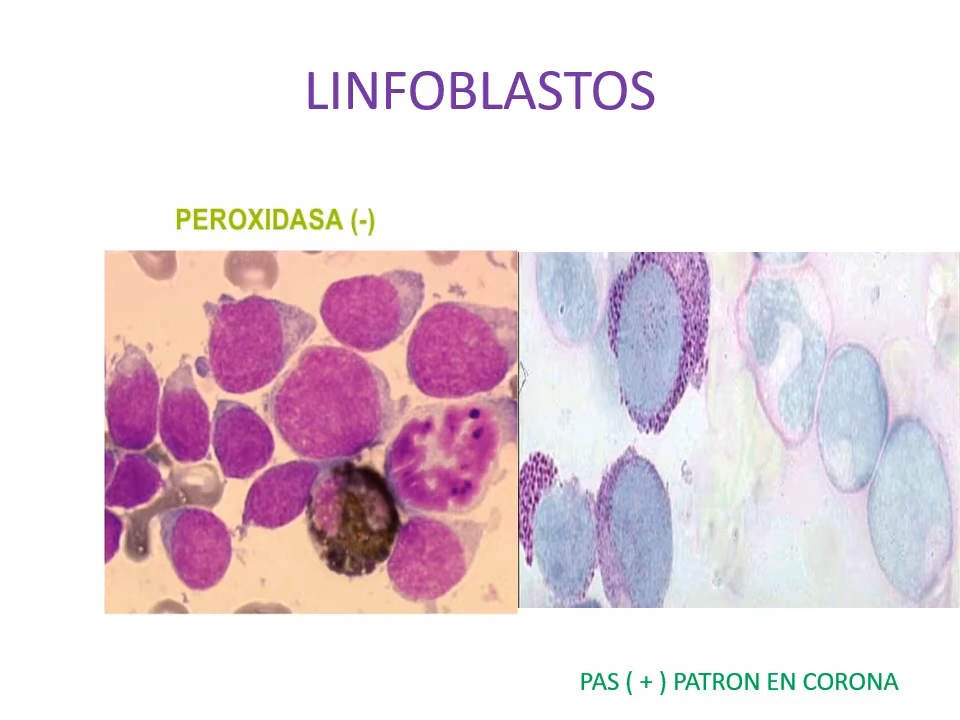 LINFOBLASTOS
PEROXIDASA (-)
PAS ( + ) PATRON EN CORONA